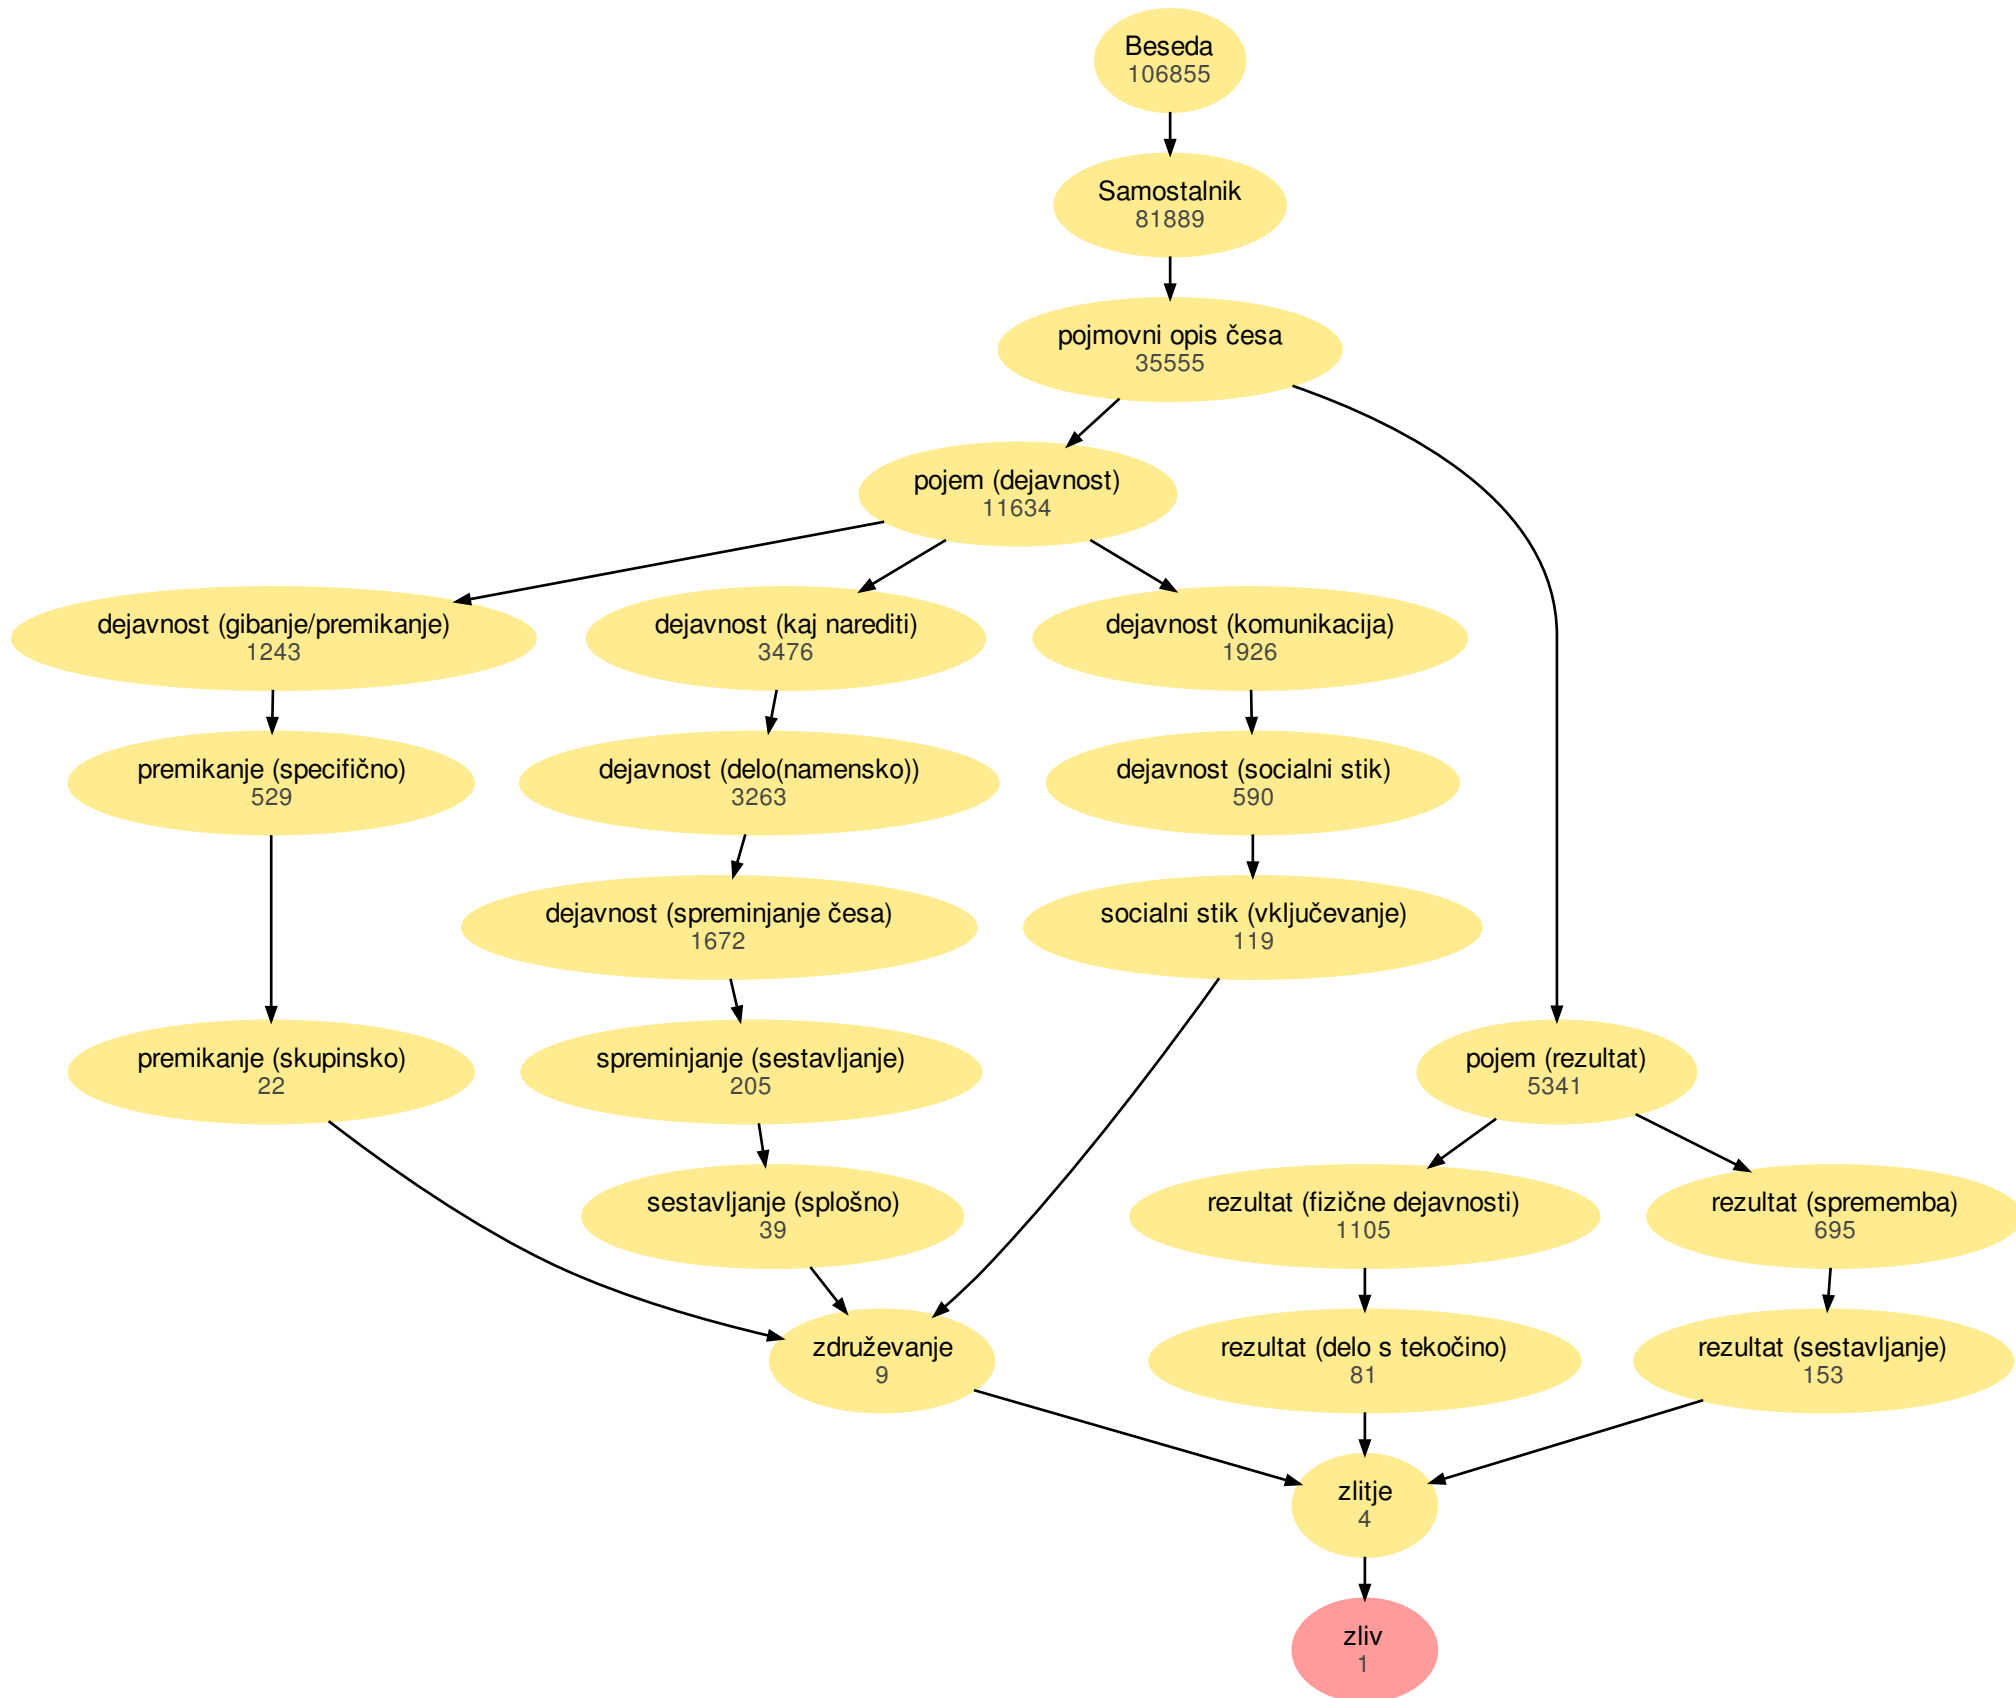 Beseda
106855
Samostalnik
81889
pojmovni opis česa
35555
pojem (dejavnost)
11634
dejavnost (gibanje/premikanje)
1243
dejavnost (kaj narediti)
3476
dejavnost (komunikacija)
1926
premikanje (specifično)
529
dejavnost (delo(namensko))
3263
dejavnost (socialni stik)
590
dejavnost (spreminjanje česa)
1672
socialni stik (vključevanje)
119
premikanje (skupinsko)
22
spreminjanje (sestavljanje)
205
pojem (rezultat)
5341
sestavljanje (splošno)
39
rezultat (fizične dejavnosti)
1105
rezultat (sprememba)
695
združevanje
9
rezultat (delo s tekočino)
81
rezultat (sestavljanje)
153
zlitje
4
zliv
1